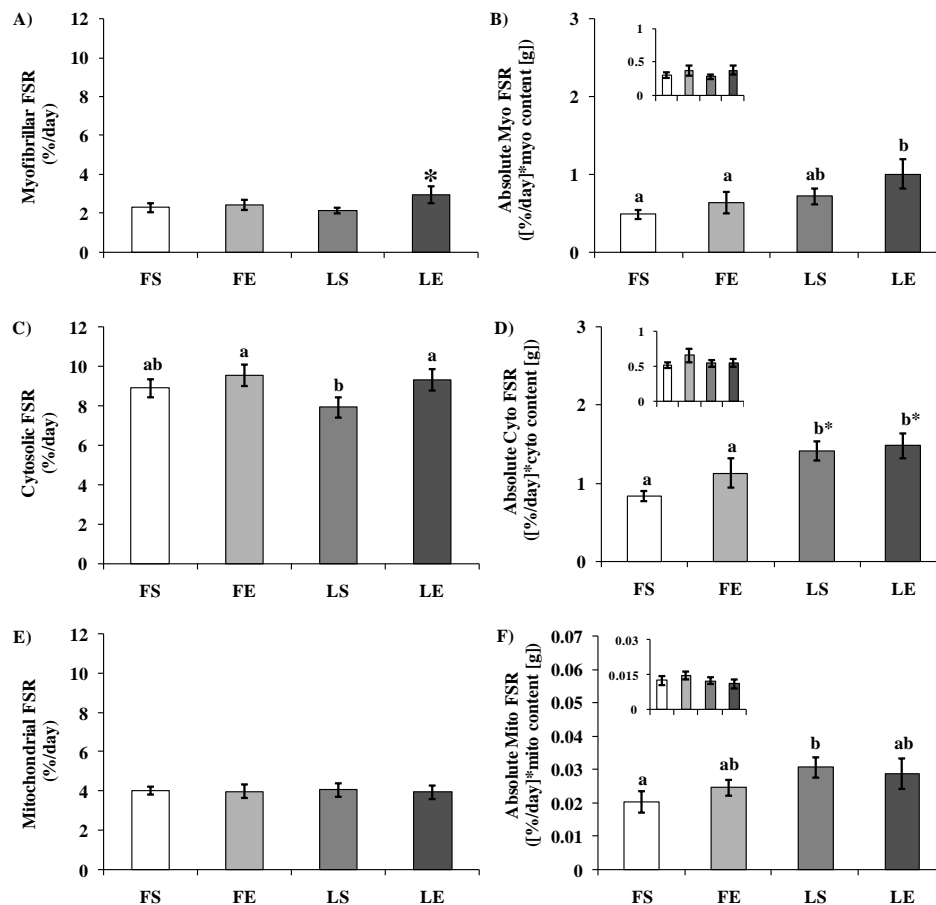 A)
Myofibrillar FSR
(%/day)
12
10
8
6
4
2
0
*
FS FE LS LE
B)
Absolute Myo FSR
([%/day]*myo content [g]
3
2
1
0
1
0.5
0
a a ab b
FS FE LS LE
C)
Cytosolic FSR
(%/day)
12
10
8
6
4
2
0
ab a b a
FS FE LS LE
D)
Absolute Cyto FSR
([%/day]*cyto content [g]
3
2
1
0
1
0.5
0
a a b* b*
FS FE LS LE
E)
Mitochondrial FSR
(%/day)
12
10
8
6
4
2
0
FS FE LS LE
F)
Absolute Mito FSR
([%/day]*mito content [g]
0.07
0.06
0.05
0.04
0.03
0.02
0.01
0
0.03
0.015
0
a ab b ab
FS FE LS LE